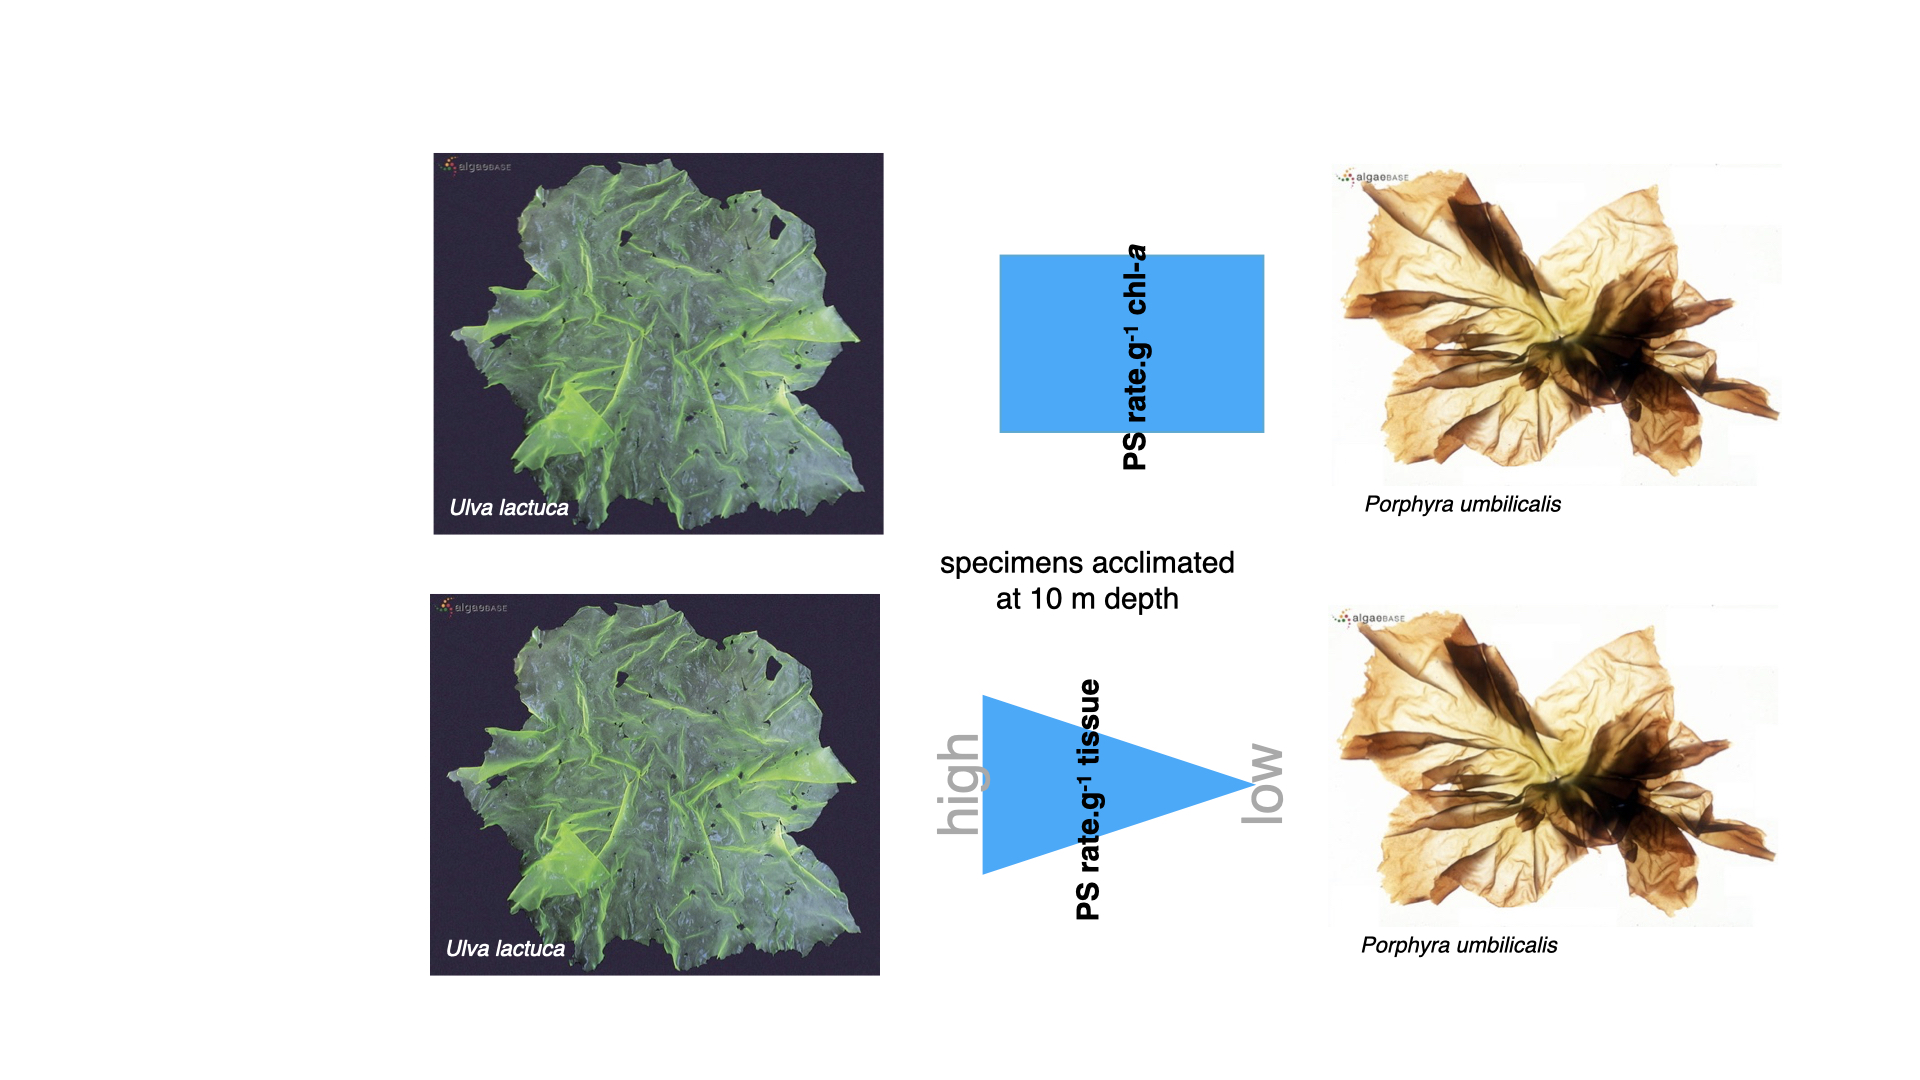 algaeBASE
algaeBASE
PS rate.g-1 chl-a
Ulva lactuca
Porphyra umbilicalis
specimens acclimated
at 10 m depth
algaeBASE
algaeBASE
high
PS rate.g-1 tissue
low
Ulva lactuca
Porphyra umbilicalis